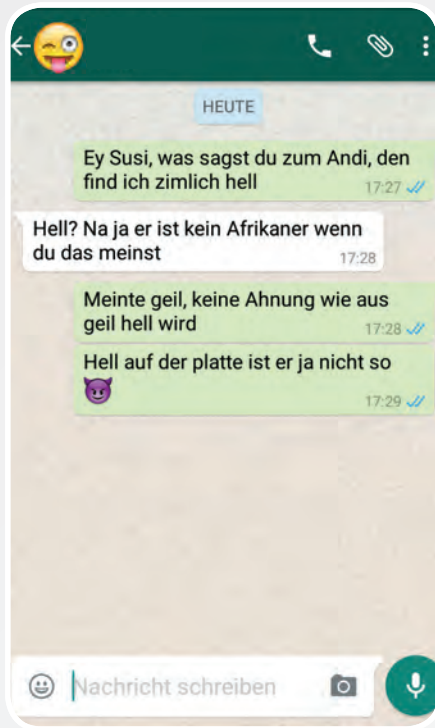 HEUTE
Ey Susi, was sagst du zum Andi, den
find ich zimlich hell
17:27
Hell? Na ja er ist kein Afrikaner wenn
du das meinst
17:28
Meinte geil, keine Ahnung wie aus
geil hell wird
17:28
Hell auf der platte ist er ja nicht so
17:29
Nachricht schreiben